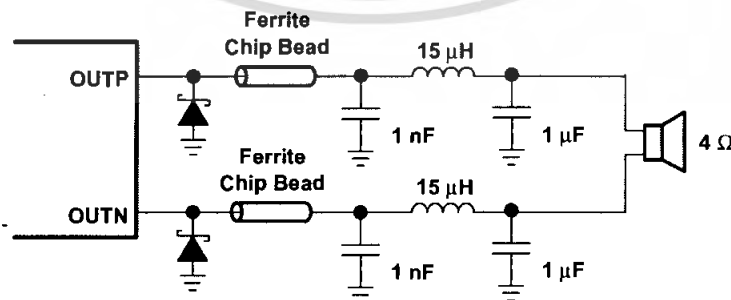 Ferrite
Chip Bead
15 μH
OUTP
1 nF
1 μF
4 Ω
Ferrite
Chip Bead
15 μH
OUTN
1 nF
1 μF